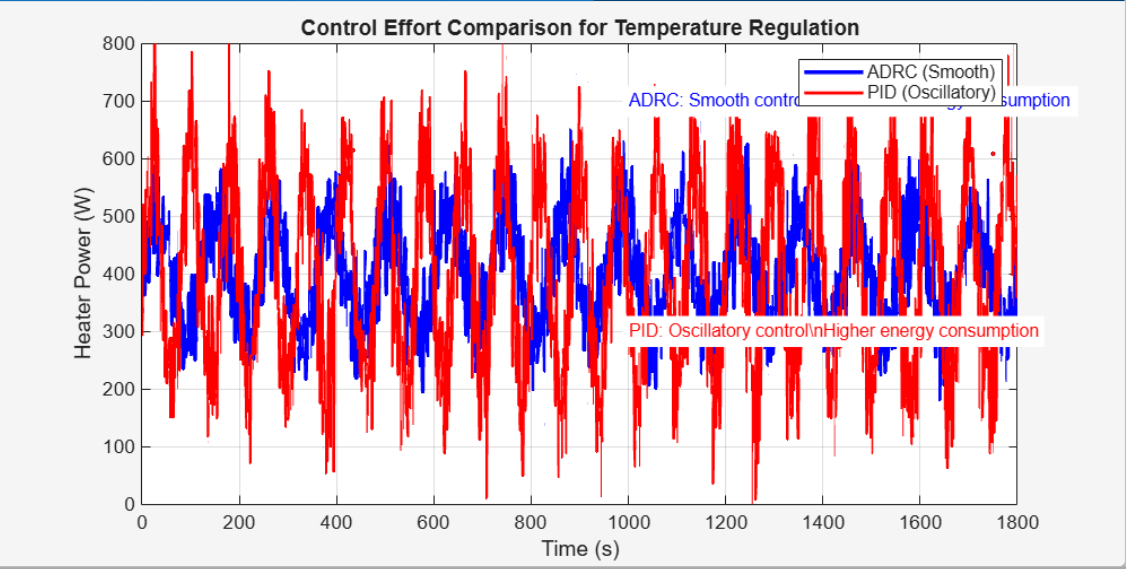 Control Effort Comparison for Temperature Regulation
800
700
600
500
400
300
200
100
0
Heater Power (W)
ADRC (Smooth)
PID (Oscillatory)
ADRC: Smooth contro
sumption
PID: Oscillatory control\nHigher energy consumption
0 200 400 600 800 1000 1200 1400 1600 1800
Time (s)